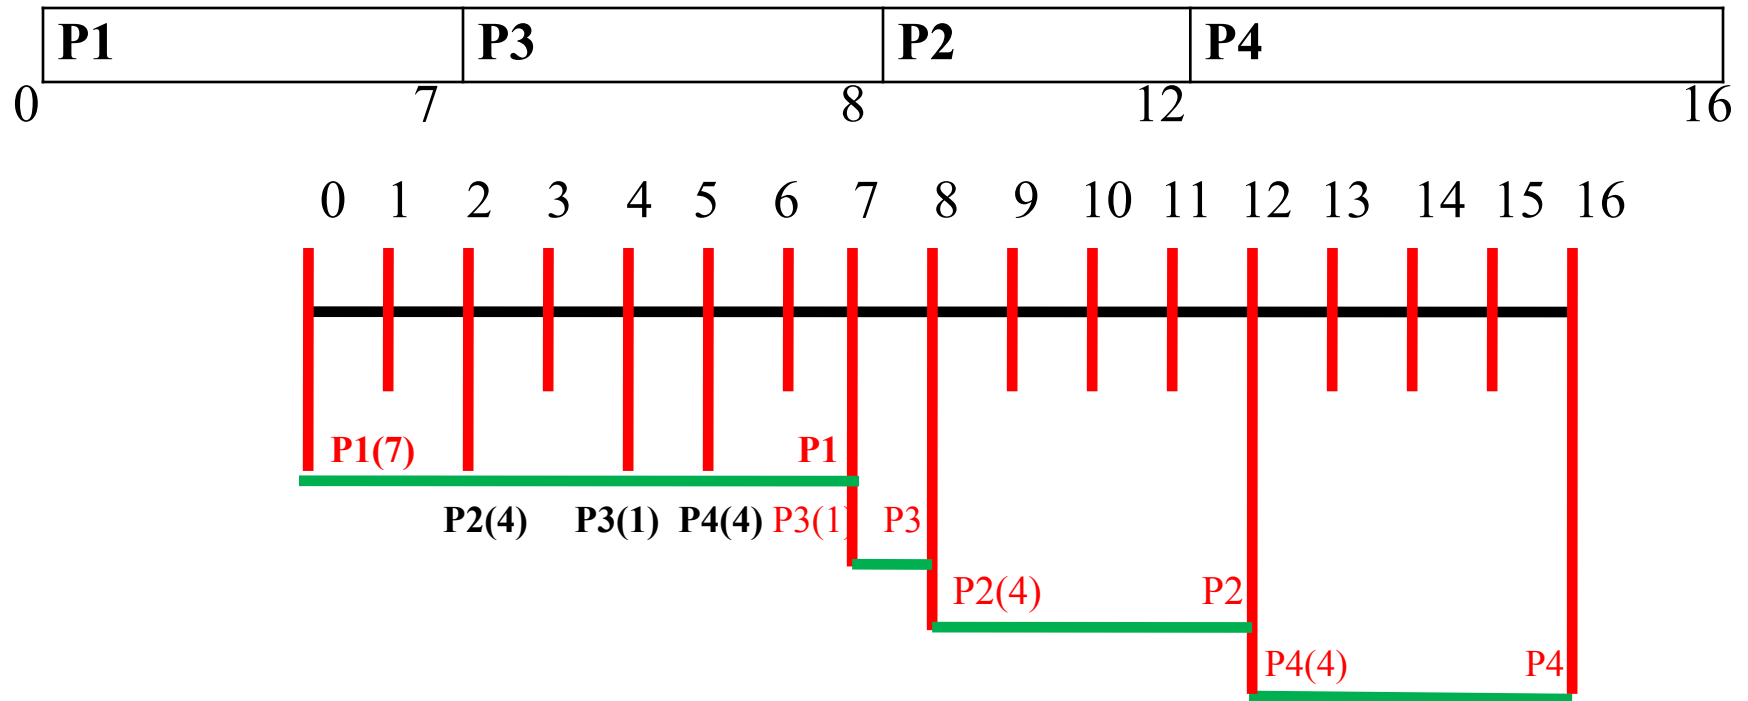 P1 P3 P2 P4
0 7 8 12 16
0 1 2 3 4 5 6 7 8 9 10 11 12 13 14 15 16
P1(7) P1
P2(4) P3(1) P4(4) P3(1) P3
P2(4) P2
P4(4) P4